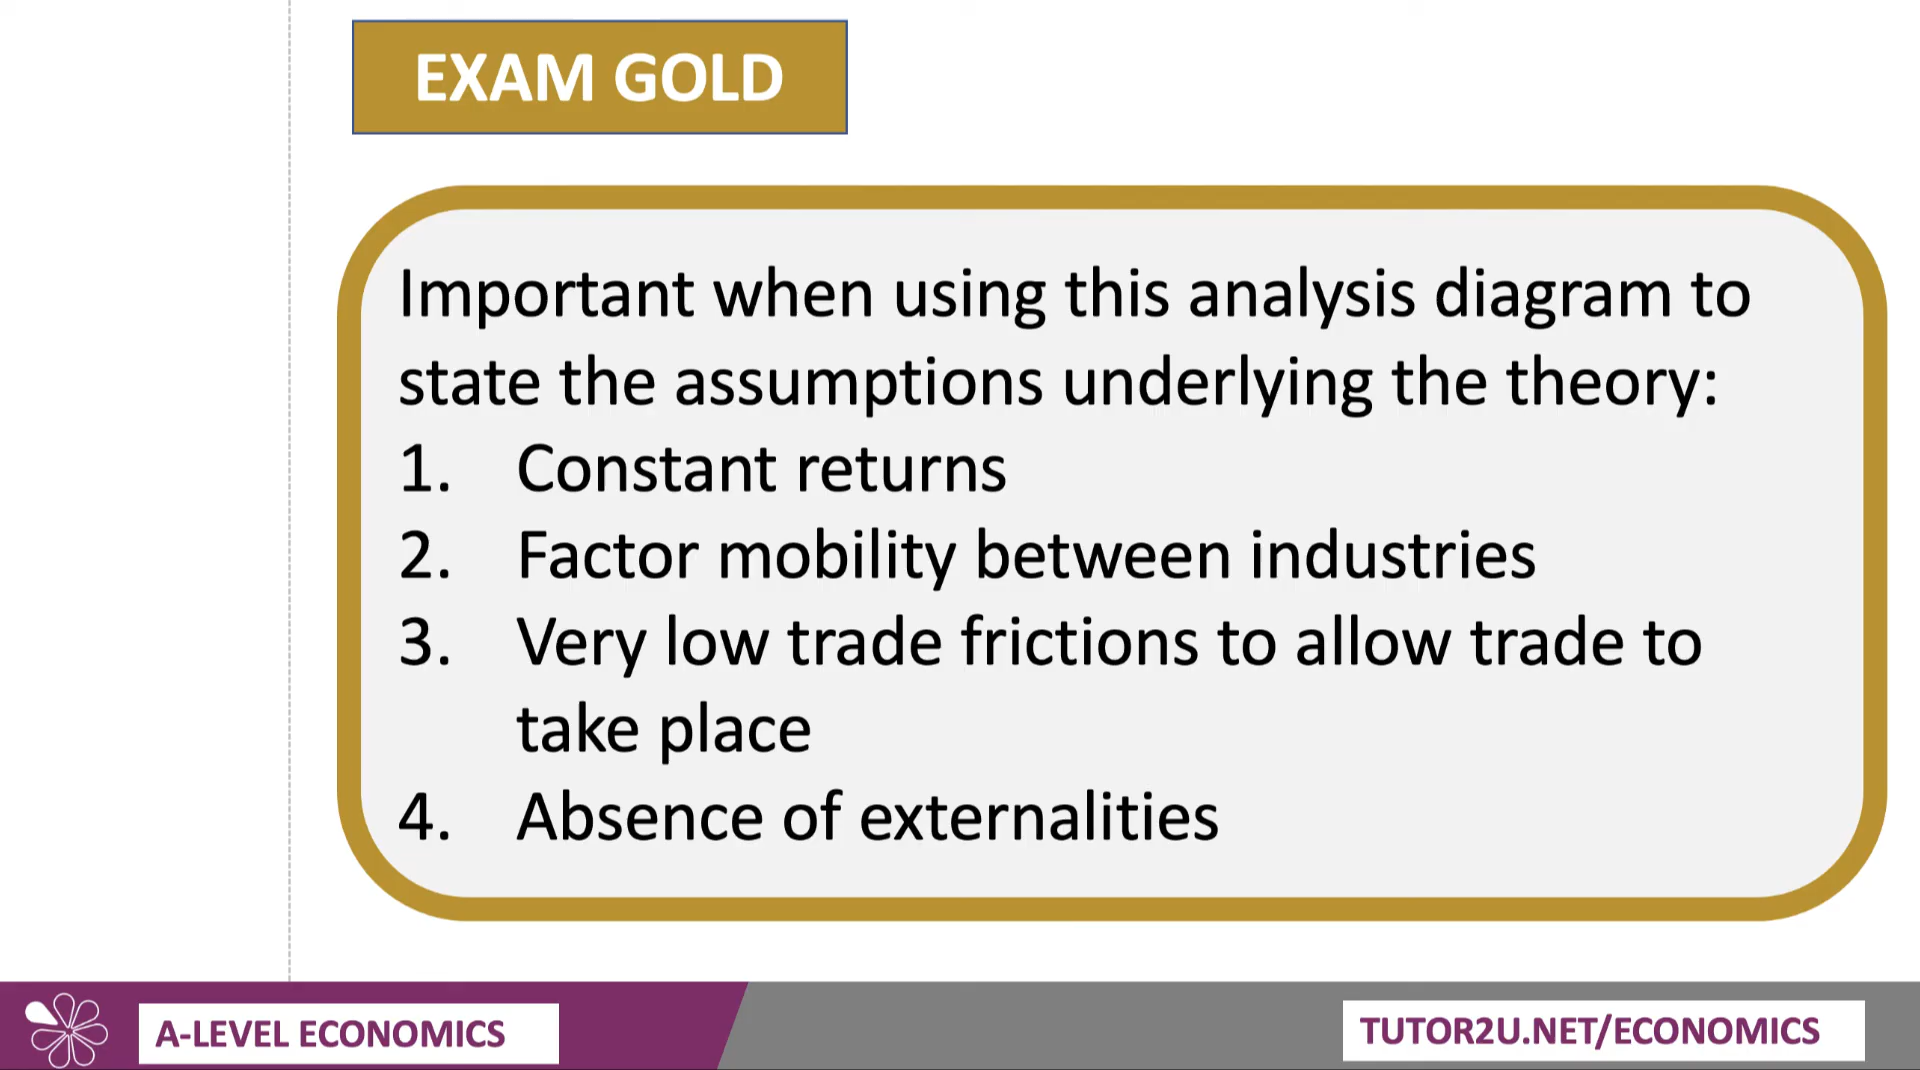 EXAM GOLD
Important when using this analysis diagram to
state the assumptions underlying the theory:
1. Constant returns
2. Factor mobility between industries
3. Very low trade frictions to allow trade to
take place
4. Absence of externalities
A-LEVEL ECONOMICS
TUTOR2U.NET/ECONOMICS